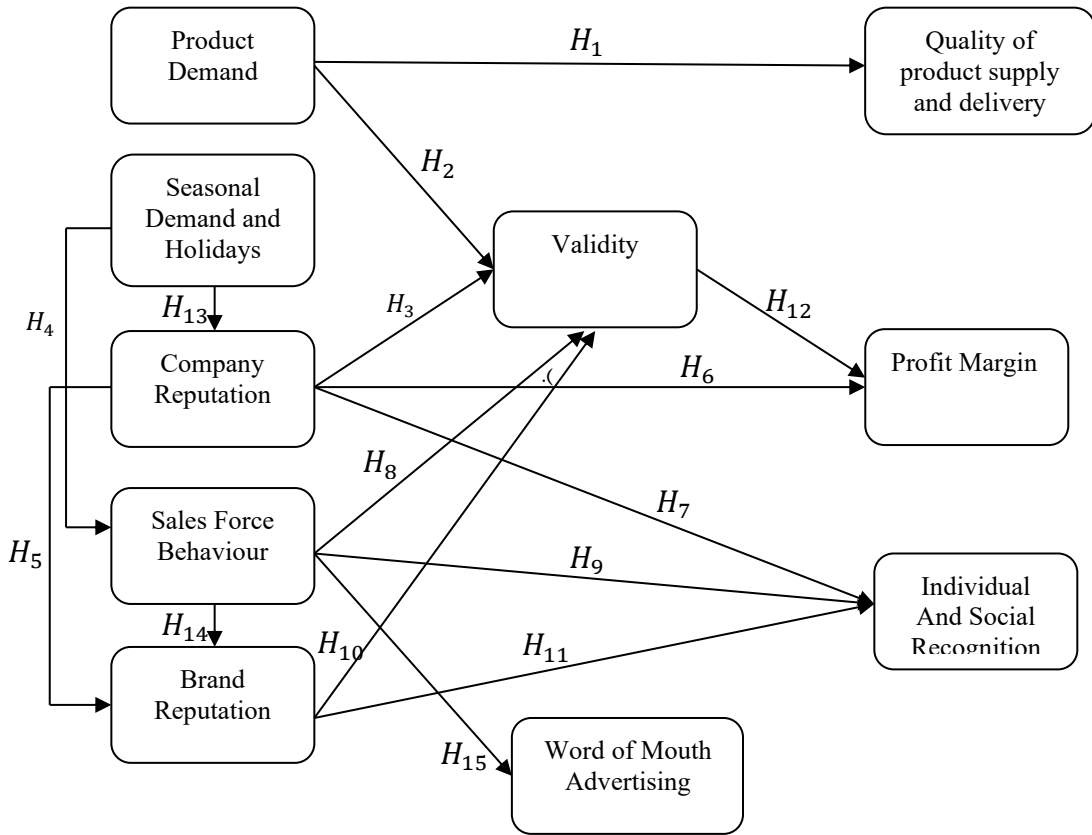 Product
Demand
H₁
Quality of
product supply
and delivery
H₂
Seasonal
Demand and
Holidays
Validity
H₁₃
H₃
H₁₂
H₄
Company
Reputation
.(
H₆
Profit Margin
H₈
H₇
Sales Force
Behaviour
H₅
H₉
Individual
And Social
Recognition
H₁₄
H₁₀
H₁₁
Brand
Reputation
H₁₅
Word of Mouth
Advertising